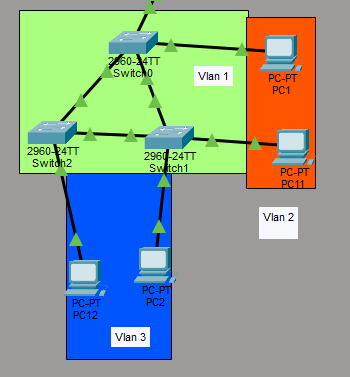 2960-24TT
Switch0
Vlan 1
PC-PT
PC1
2960-24TT
Switch2
2960-24TT
Switch1
PC-PT
PC11
Vlan 2
PC-PT
PC12
PC-PT
PC2
Vlan 3